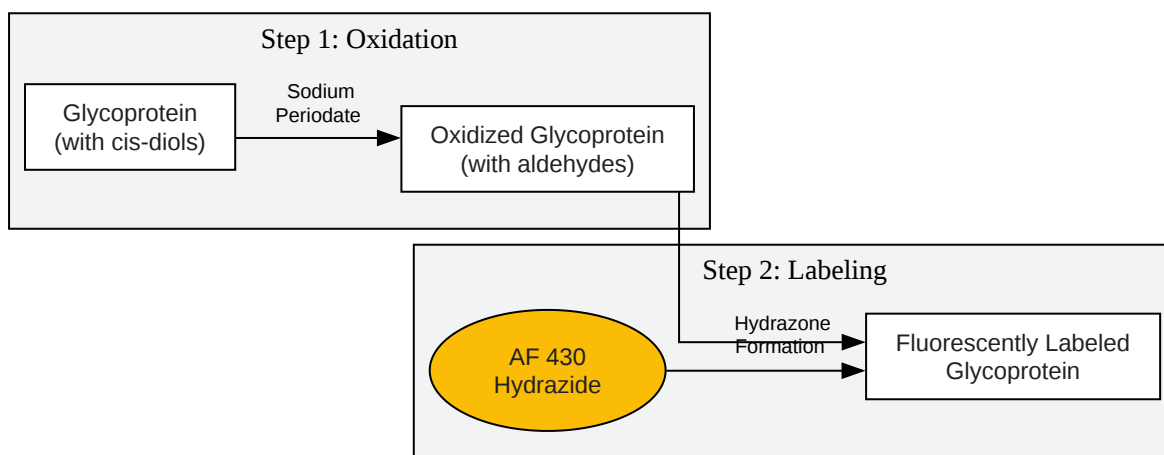 Step 1: Oxidation
Glycoprotein
(with cis-diols)
Sodium
Periodate
Oxidized Glycoprotein
(with aldehydes)
Step 2: Labeling
AF 430
Hydrazide
Hydrazone
Formation
Fluorescently Labeled
Glycoprotein